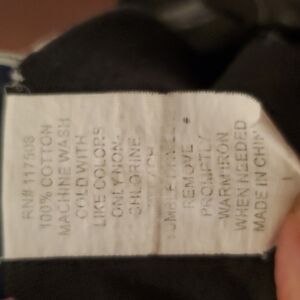 RN# 117508
100% COTTON
MACHINE WASH
COLD WITH
LIKE COLORS
ONLY NON-
CHLORINE
REMOVE
PROMPTLY
WARM IRON
WHEN NEEDED
MADE IN CHIN